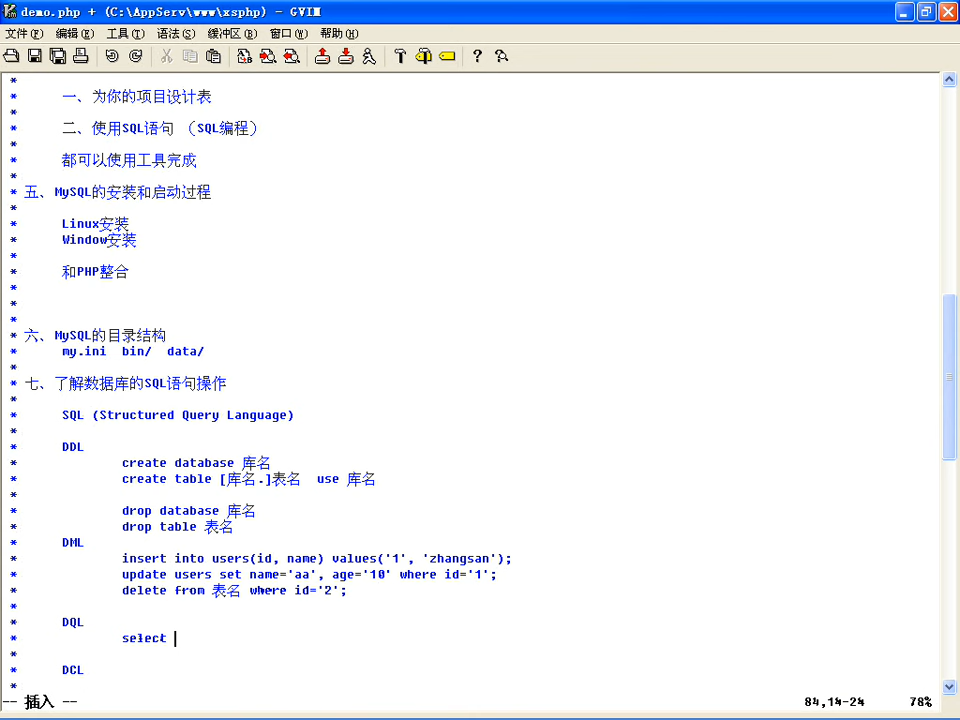 demo.php + (C:\AppServ\www\xsphp) - GVIM
文件(F) 编辑(E) 工具(T) 语法(S) 缓冲区(B) 窗口(W) 帮助(H)
*
* 一、为你的项目设计表
*
* 二、使用SQL语句 （SQL编程）
*
* 都可以使用工具完成
*
* 五、MySQL的安装和启动过程
*
* Linux安装
* Window安装
*
* 和PHP整合
*
*
*
* 六、MySQL的目录结构
* my.ini bin/ data/
*
* 七、了解数据库的SQL语句操作
*
* SQL (Structured Query Language)
*
* DDL
* create database 库名
* create table [库名.]表名 use 库名
*
* drop database 库名
* drop table 表名
* DML
* insert into users(id, name) values('1', 'zhangsan');
* update users set name='aa', age='10' where id='1';
* delete from 表名 where id='2';
*
* DQL
* select
*
* DCL
*
-- 插入 -- 84,14-24 78%